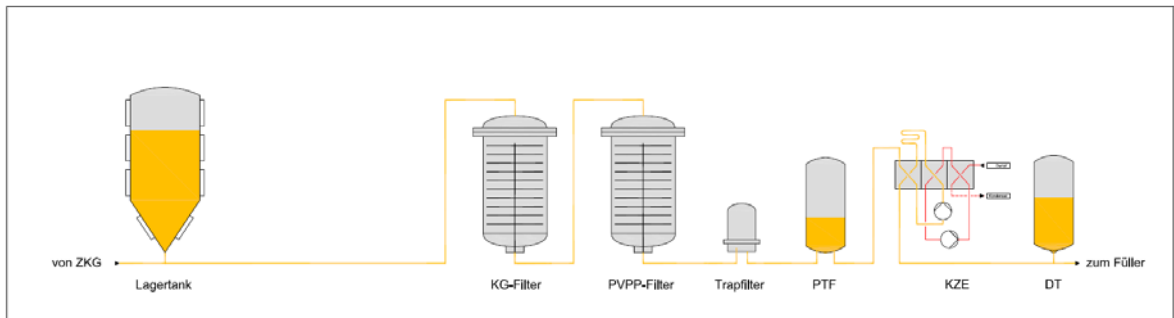 von ZKG
Lagertank
KG-Filter
PVPP-Filter
Trapfilter
PTF
KZE
DT
zum Füller